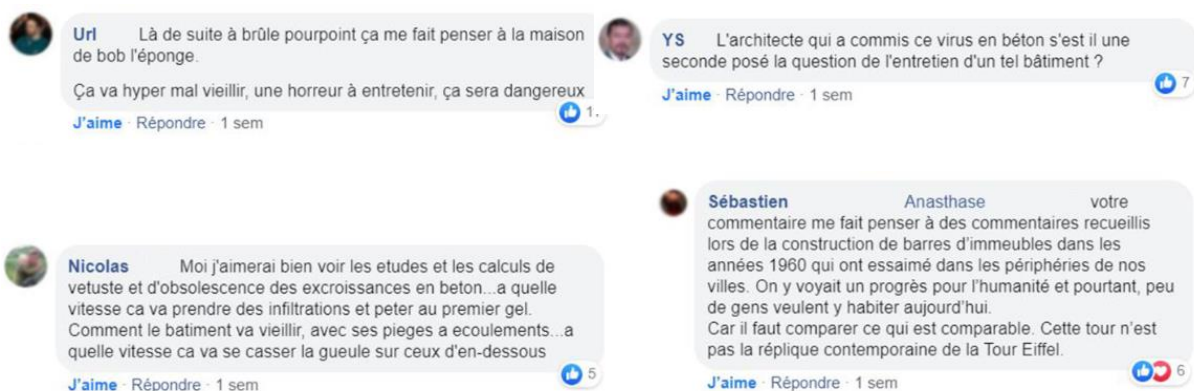 Url Là de suite à brûle pourpoint ça me fait penser à la maison
de bob l'éponge.
Ça va hyper mal vieillir, une horreur à entretenir, ça sera dangereux
1.
J'aime · Répondre · 1 sem
YS L'architecte qui a commis ce virus en béton s'est il une
seconde posé la question de l'entretien d'un tel bâtiment ?
7
J'aime · Répondre · 1 sem
Nicolas Moi j'aimerai bien voir les etudes et les calculs de
vetuste et d'obsolescence des excroissances en beton...a quelle
vitesse ca va prendre des infiltrations et peter au premier gel.
Comment le batiment va vieillir, avec ses pieges a ecoulements...a
quelle vitesse ca va se casser la gueule sur ceux d'en-dessous
5
J'aime · Répondre · 1 sem
Sébastien Anasthase votre
commentaire me fait penser à des commentaires recueillis
lors de la construction de barres d'immeubles dans les
années 1960 qui ont essaimé dans les périphéries de nos
villes. On y voyait un progrès pour l'humanité et pourtant, peu
de gens veulent y habiter aujourd'hui.
Car il faut comparer ce qui est comparable. Cette tour n'est
pas la réplique contemporaine de la Tour Eiffel.
6
J'aime · Répondre · 1 sem